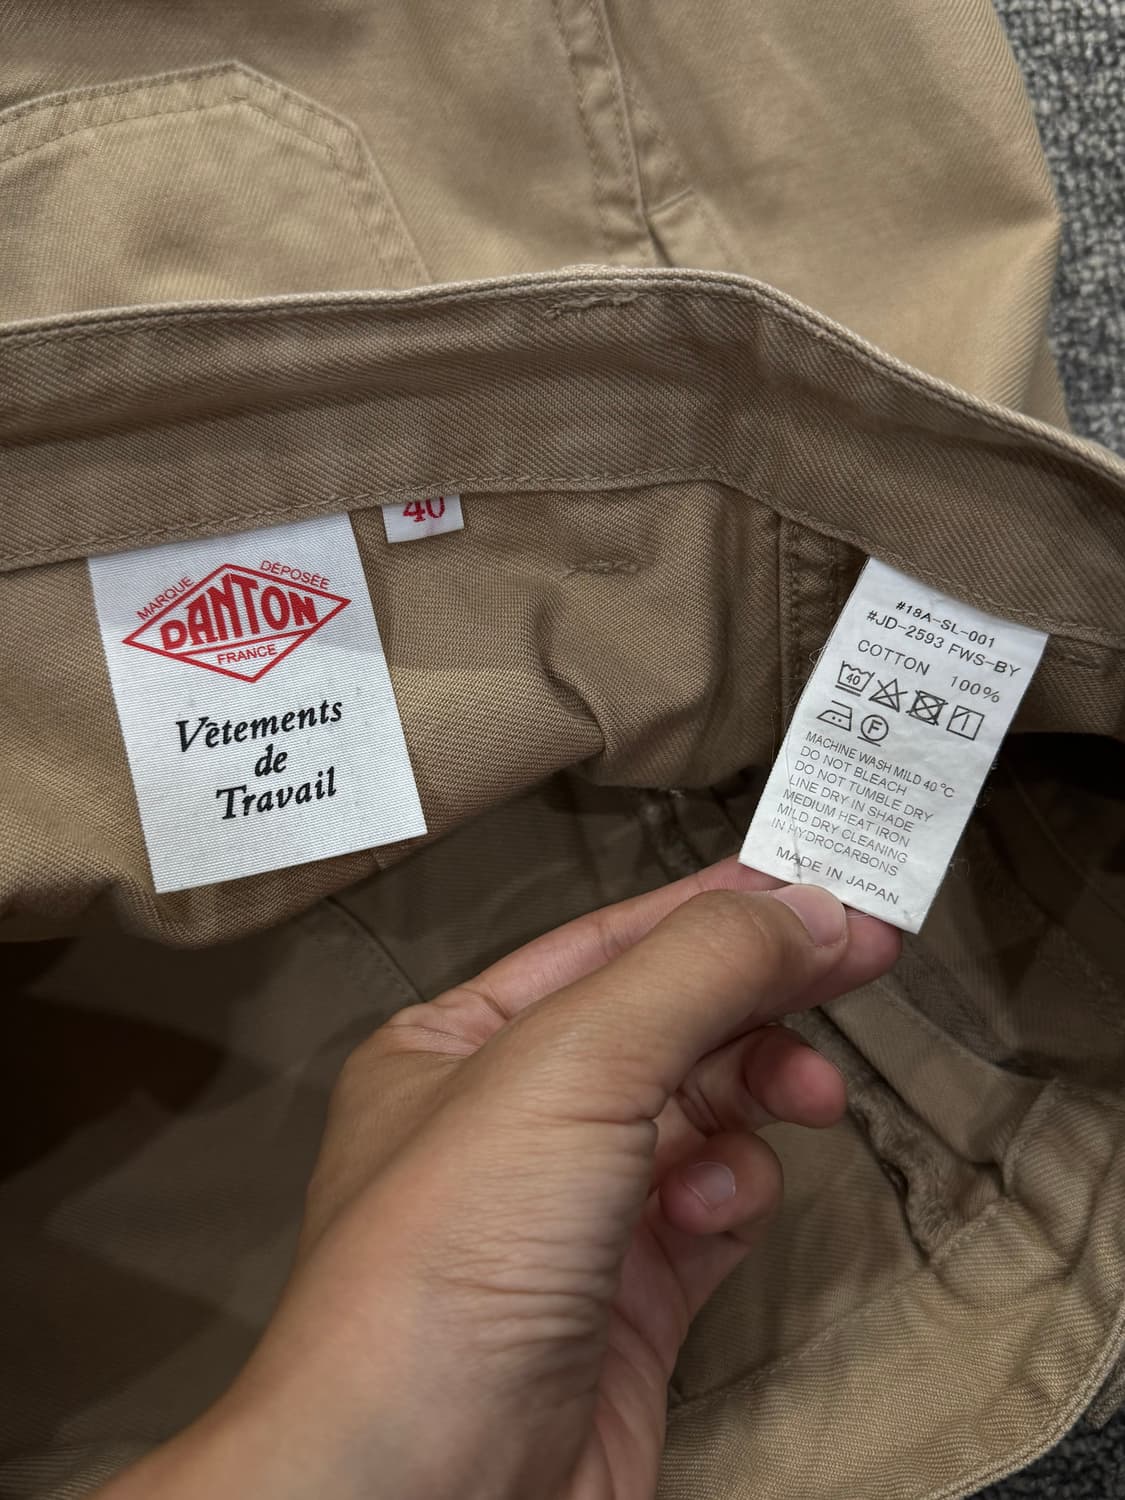 40
MARQUE DÉPOSÉE
DANTON
FRANCE
Vêtements
de
Travail
#18A-SL-001
#JD-2593 FWS-BY
COTTON 100%
40
F
MACHINE WASH MILD 40 ℃
DO NOT BLEACH
DO NOT TUMBLE DRY
LINE DRY IN SHADE
MEDIUM HEAT IRON
MILD DRY CLEANING
IN HYDROCARBONS
MADE IN JAPAN